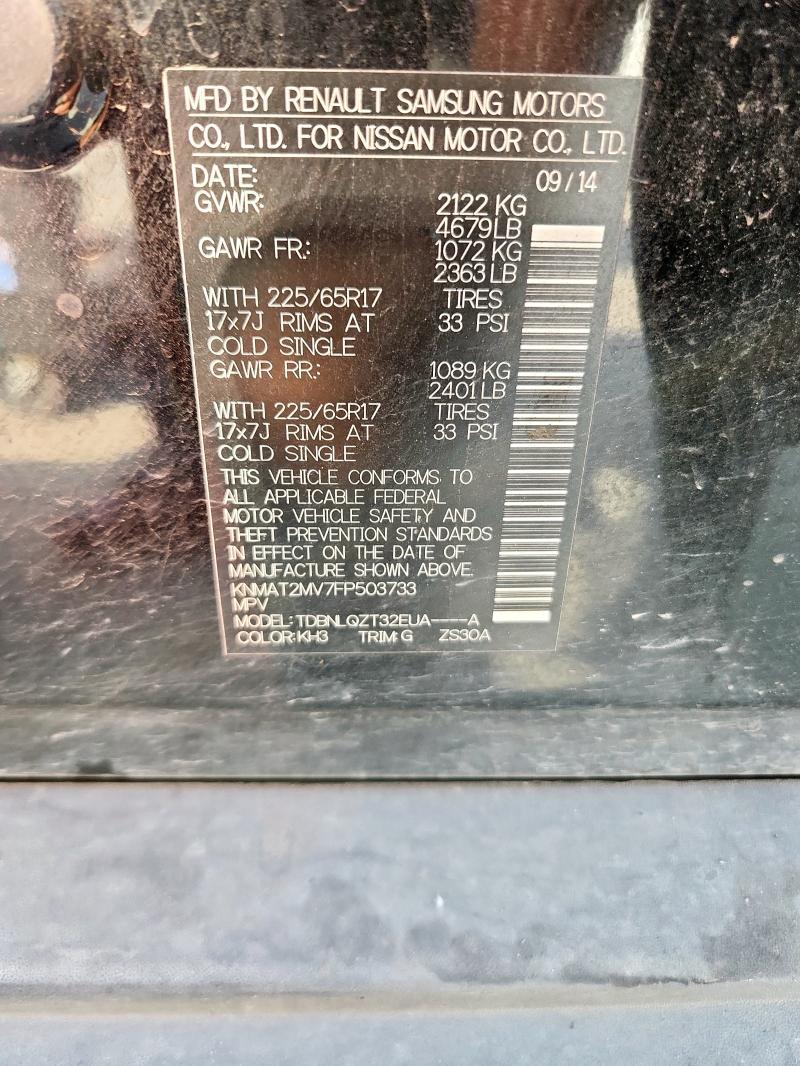 MFD BY RENAULT SAMSUNG MOTORS
CO., LTD. FOR NISSAN MOTOR CO., LTD.
DATE: 09/14
GVWR: 2122 KG
4679LB
GAWR FR.: 1072 KG
2363 LB
WITH 225/65R17 TIRES
17x7J RIMS AT 33 PSI
COLD SINGLE
GAWR RR.: 1089 KG
2401 LB
WITH 225/65R17 TIRES
17x7J RIMS AT 33 PSI
COLD SINGLE
THIS VEHICLE CONFORMS TO
ALL APPLICABLE FEDERAL
MOTOR VEHICLE SAFETY AND
THEFT PREVENTION STANDARDS
IN EFFECT ON THE DATE OF
MANUFACTURE SHOWN ABOVE.
KNMAT2MV7FP503733
MPV
MODEL: TDBNLQZT32EUA----A
COLOR: KH3 TRIM: G ZS30A